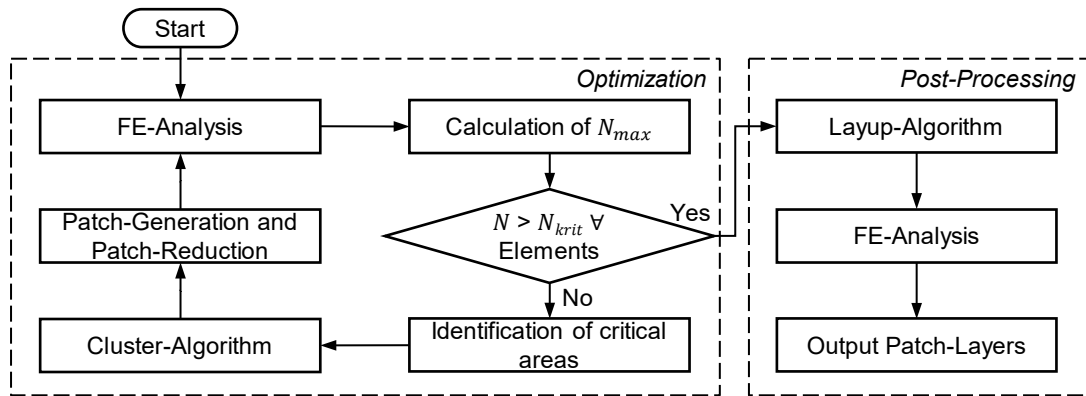 Start
Optimization
FE-Analysis
Calculation of N_max
N > N_krit ∀
Elements
Yes
No
Identification of critical
areas
Cluster-Algorithm
Patch-Generation and
Patch-Reduction
Post-Processing
Layup-Algorithm
FE-Analysis
Output Patch-Layers